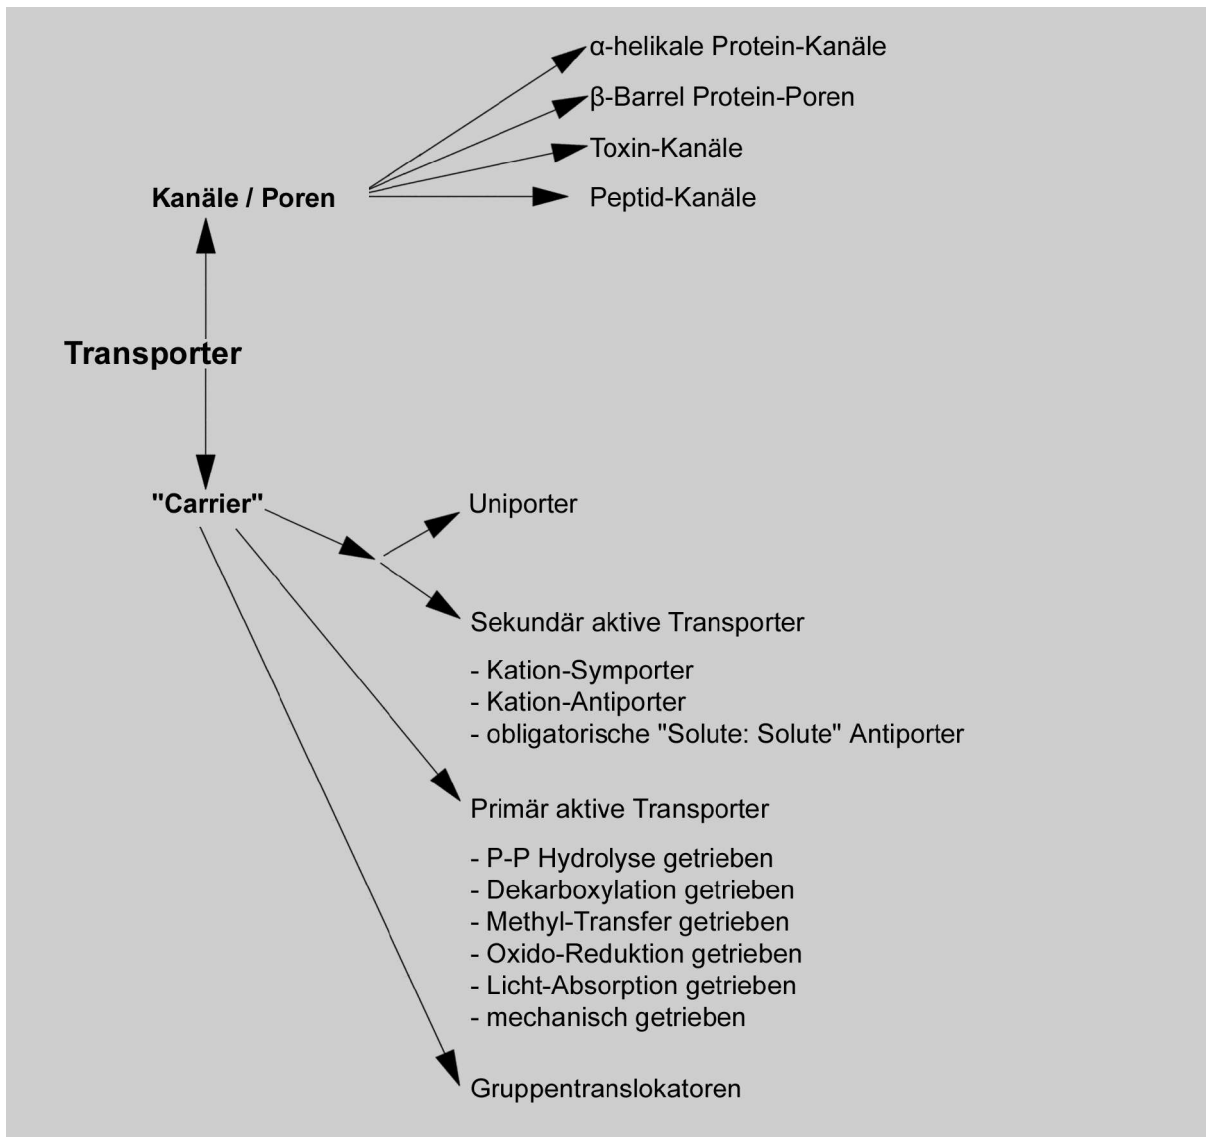 α-helikale Protein-Kanäle
β-Barrel Protein-Poren
Toxin-Kanäle
Kanäle / Poren
Peptid-Kanäle
Transporter
"Carrier"
Uniporter
Sekundär aktive Transporter
- Kation-Symporter
- Kation-Antiporter
- obligatorische "Solute: Solute" Antiporter
Primär aktive Transporter
- P-P Hydrolyse getrieben
- Dekarboxylation getrieben
- Methyl-Transfer getrieben
- Oxido-Reduktion getrieben
- Licht-Absorption getrieben
- mechanisch getrieben
Gruppentranslokatoren